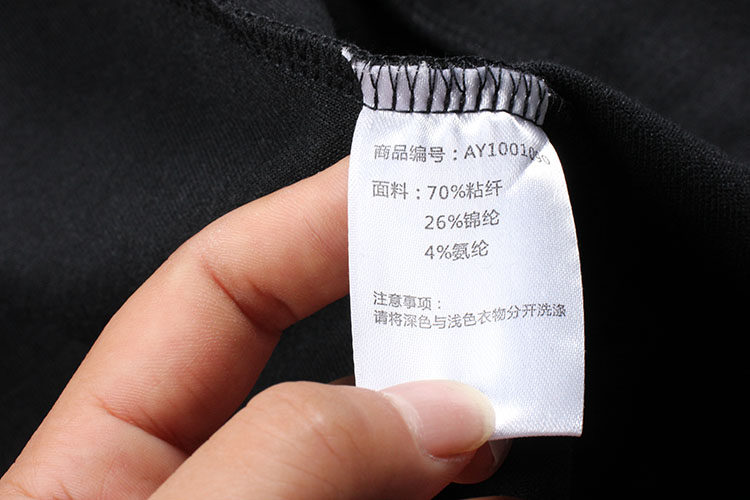 商品编号：AY1001090
面料：70%粘纤
26%锦纶
4%氨纶
注意事项：
请将深色与浅色衣物分开洗涤